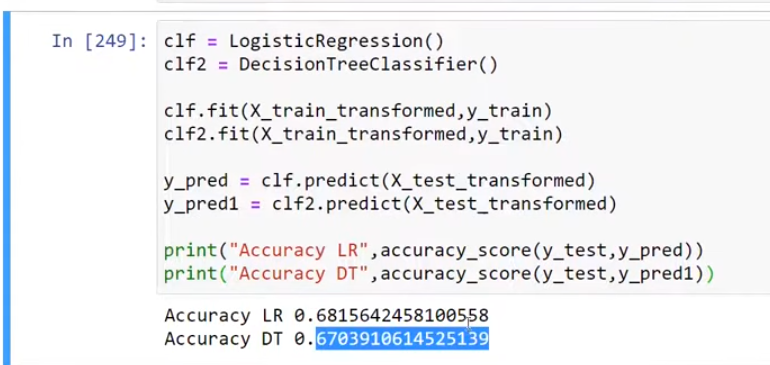 In [249]:
clf = LogisticRegression()
clf2 = DecisionTreeClassifier()
clf.fit(X_train_transformed,y_train)
clf2.fit(X_train_transformed,y_train)
y_pred = clf.predict(X_test_transformed)
y_pred1 = clf2.predict(X_test_transformed)
print("Accuracy LR",accuracy_score(y_test,y_pred))
print("Accuracy DT",accuracy_score(y_test,y_pred1))
Accuracy LR 0.6815642458100558
Accuracy DT 0.6703910614525139